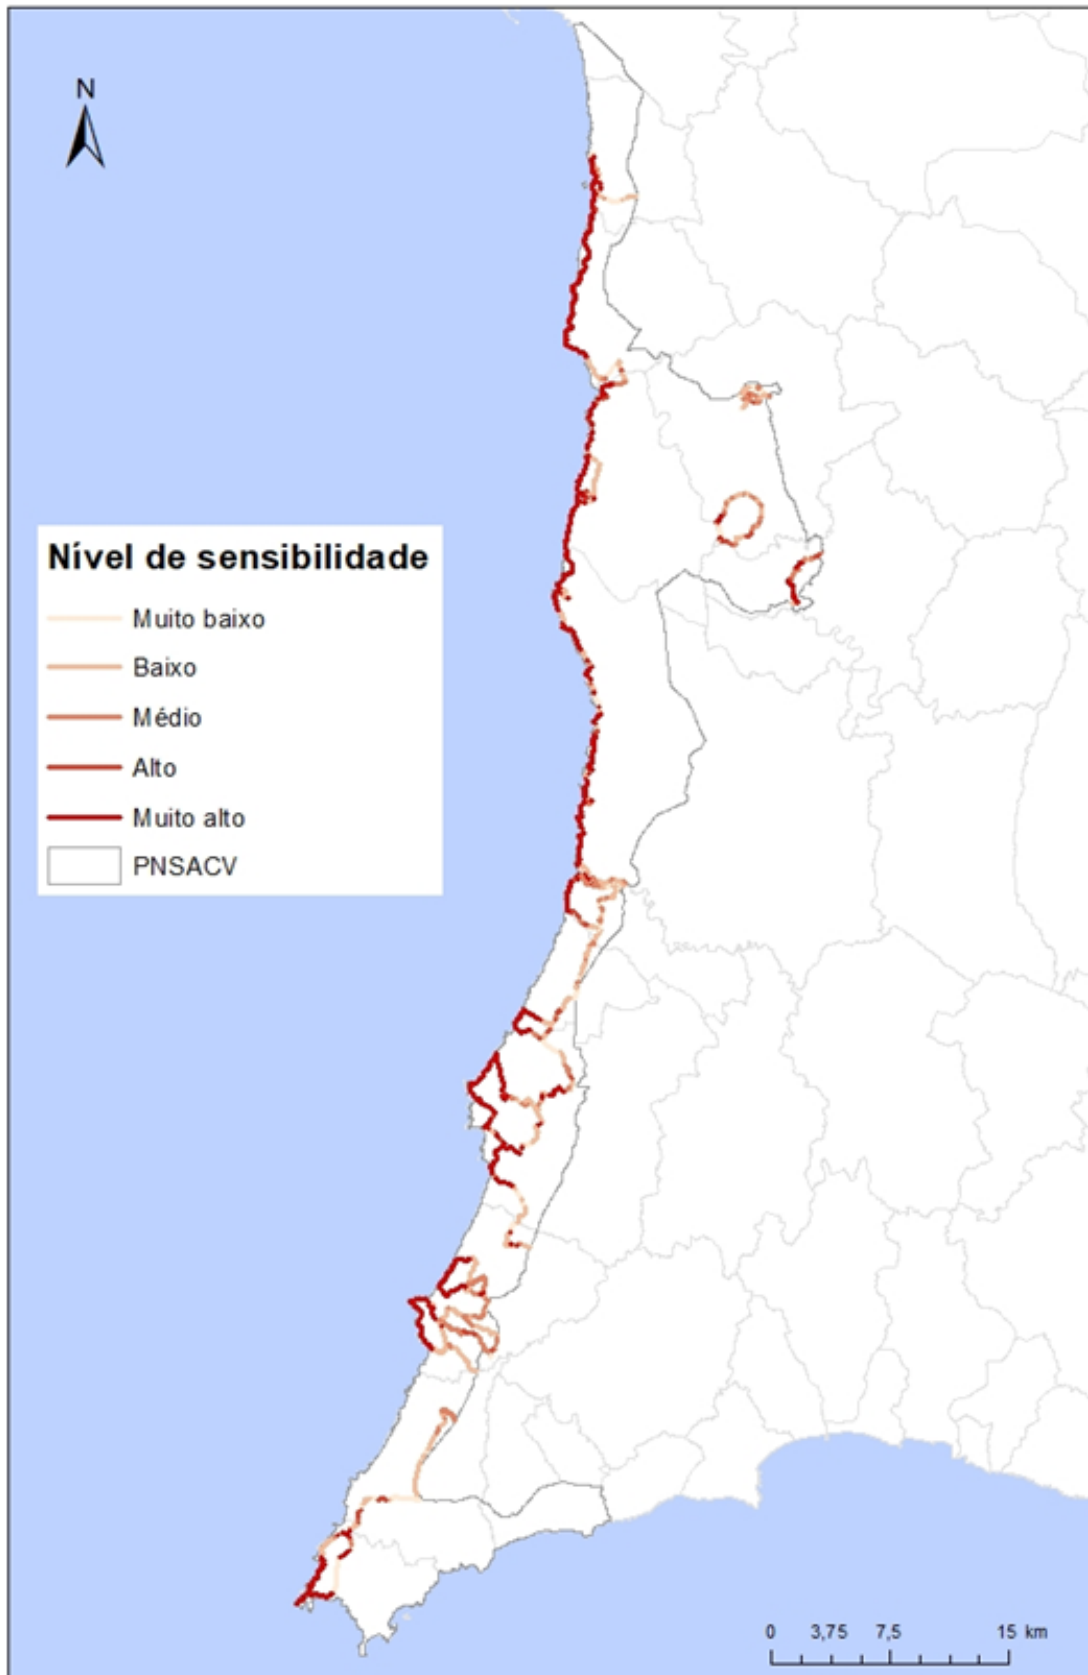 N
Nível de sensibilidade
Muito baixo
Baixo
Médio
Alto
Muito alto
PNSACV
0 3,75 7,5 15 km